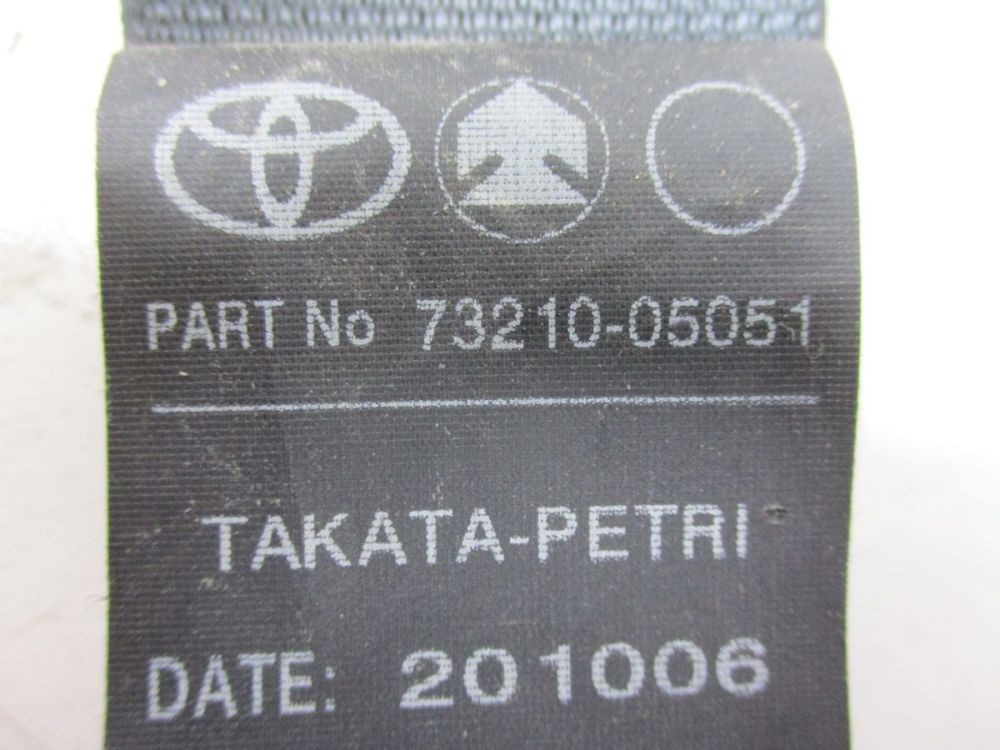 PART No 73210-05051
TAKATA-PETRI
DATE: 201006